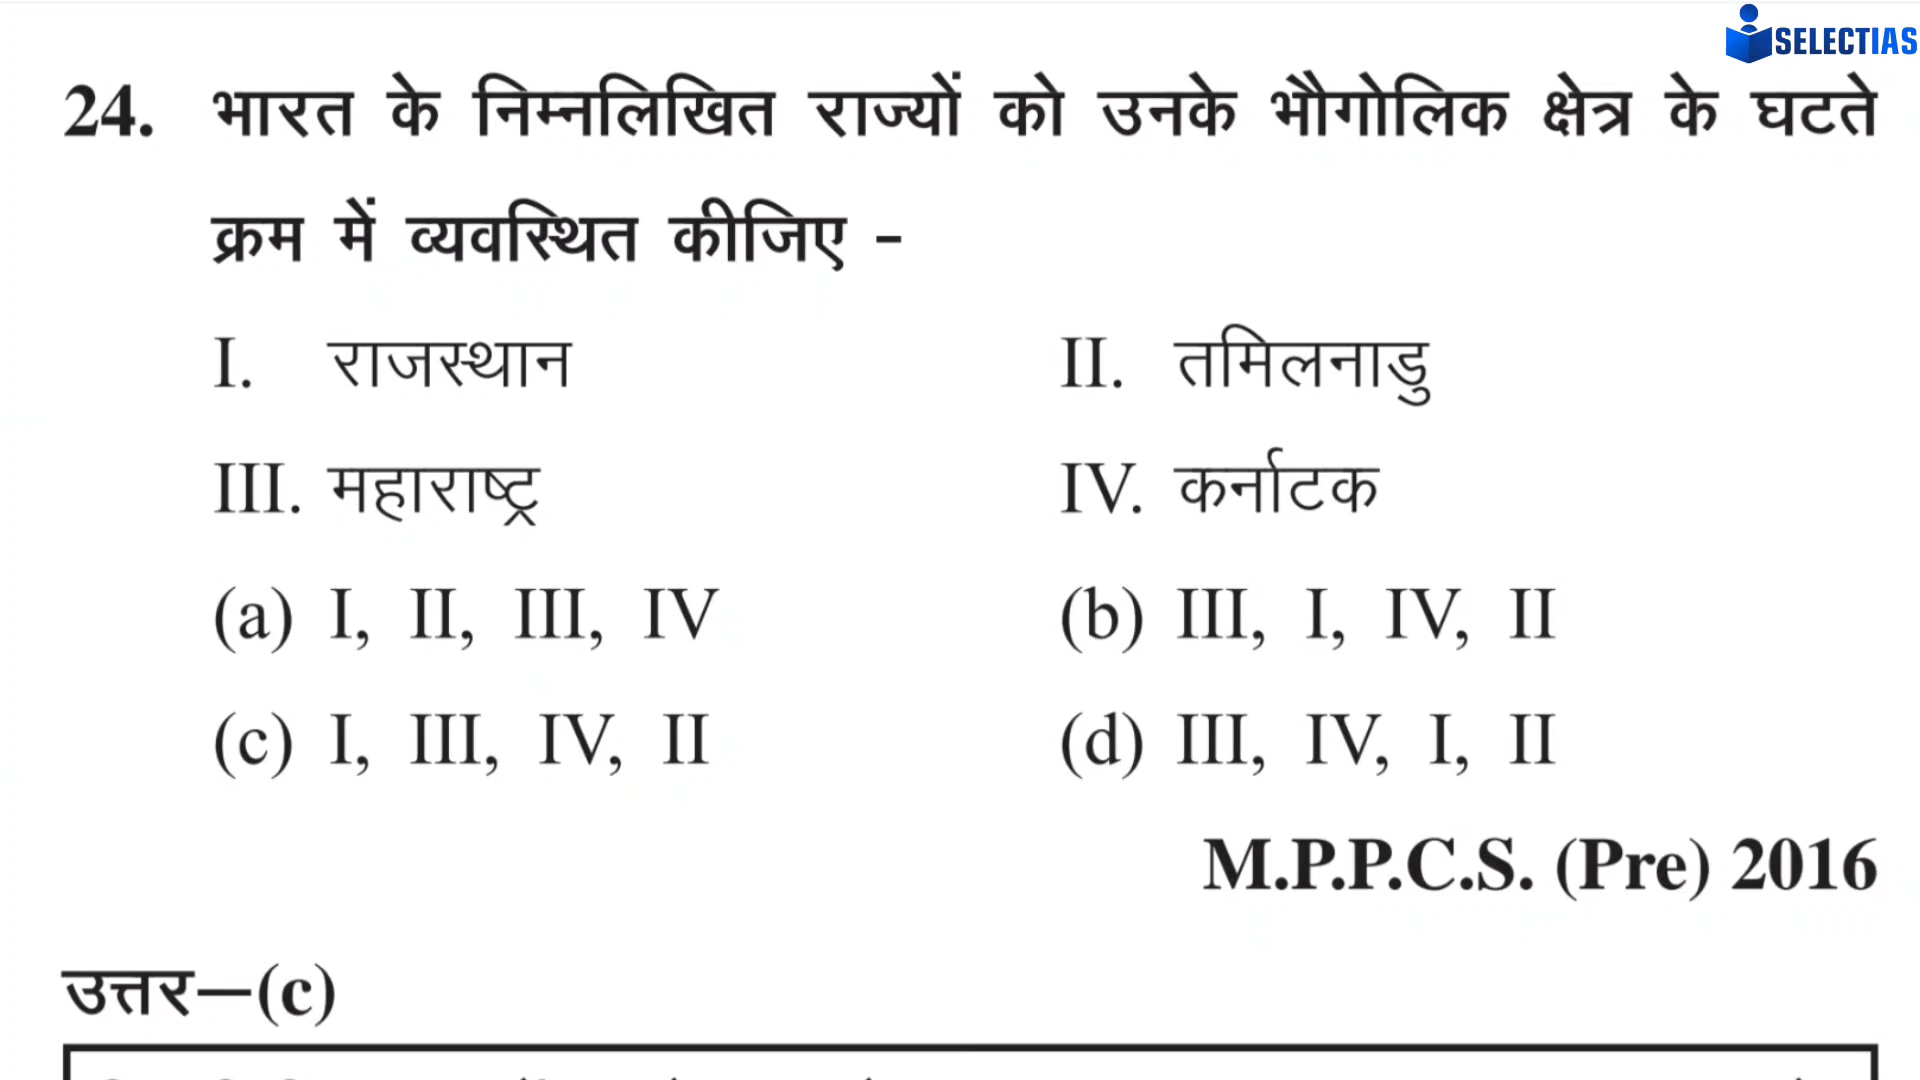 SELECTIAS
24. भारत के निम्नलिखित राज्यों को उनके भौगोलिक क्षेत्र के घटते
क्रम में व्यवस्थित कीजिए -
I. राजस्थान II. तमिलनाडु
III. महाराष्ट्र IV. कर्नाटक
(a) I, II, III, IV (b) III, I, IV, II
(c) I, III, IV, II (d) III, IV, I, II
M.P.P.C.S. (Pre) 2016
उत्तर—(c)